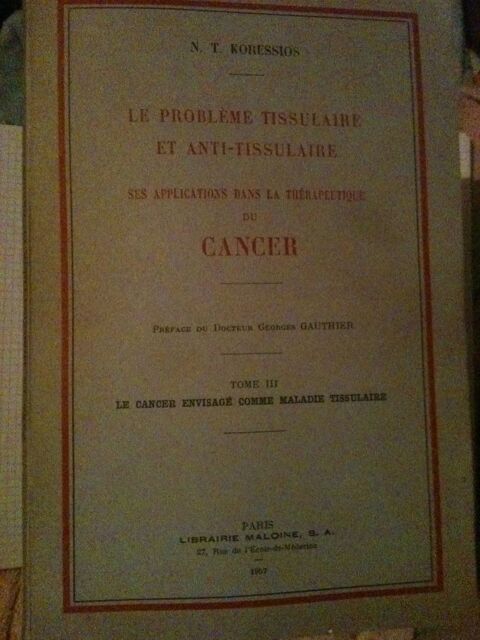 N. T. KORESSIOS
LE PROBLÈME TISSULAIRE
ET ANTI-TISSULAIRE
SES APPLICATIONS DANS LA THÉRAPEUTIQUE
DU
CANCER
PRÉFACE DU DOCTEUR GEORGES GAUTHIER
TOME III
LE CANCER ENVISAGÉ COMME MALADIE TISSULAIRE
PARIS
LIBRAIRIE MALOINE, S. A.
27, Rue de l'École-de-Médecine
1957